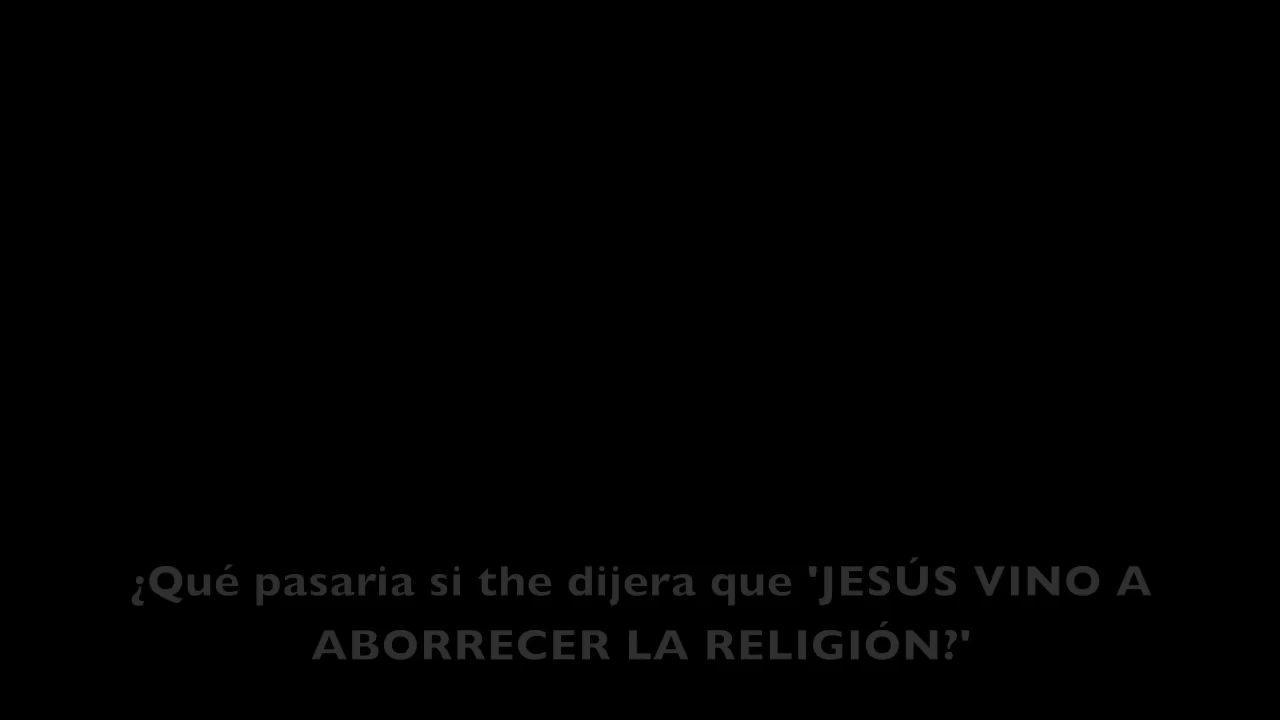 ¿Qué pasaria si the dijera que 'JESÚS VINO A
ABORRECER LA RELIGIÓN?'